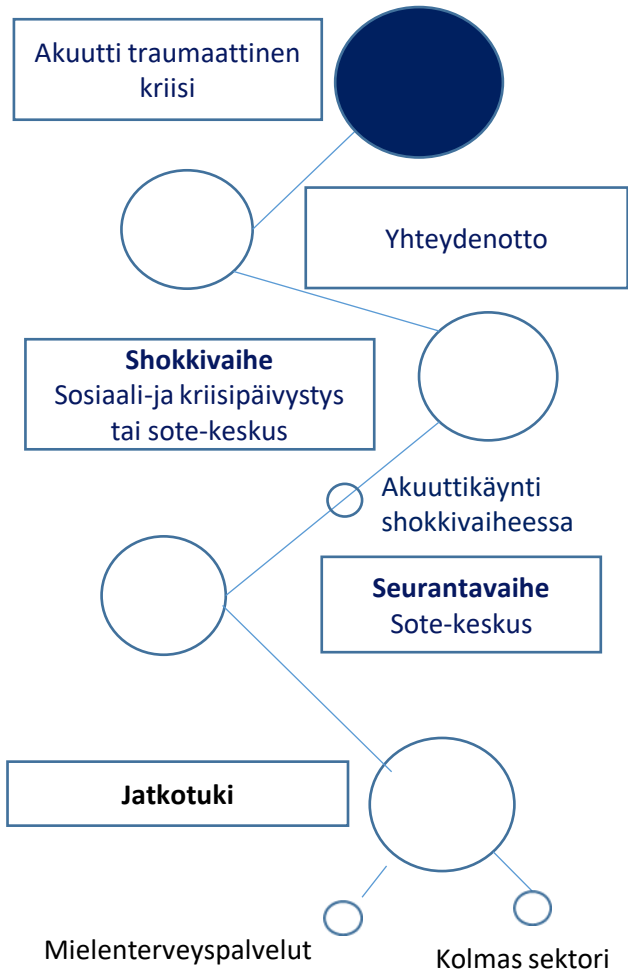 Akuutti traumaattinen
kriisi
Yhteydenotto
Shokkivaihe
Sosiaali-ja kriisipäivystys
tai sote-keskus
Akuuttikäynti
shokkivaiheessa
Seurantavaihe
Sote-keskus
Jatkotuki
Mielenterveyspalvelut
Kolmas sektori